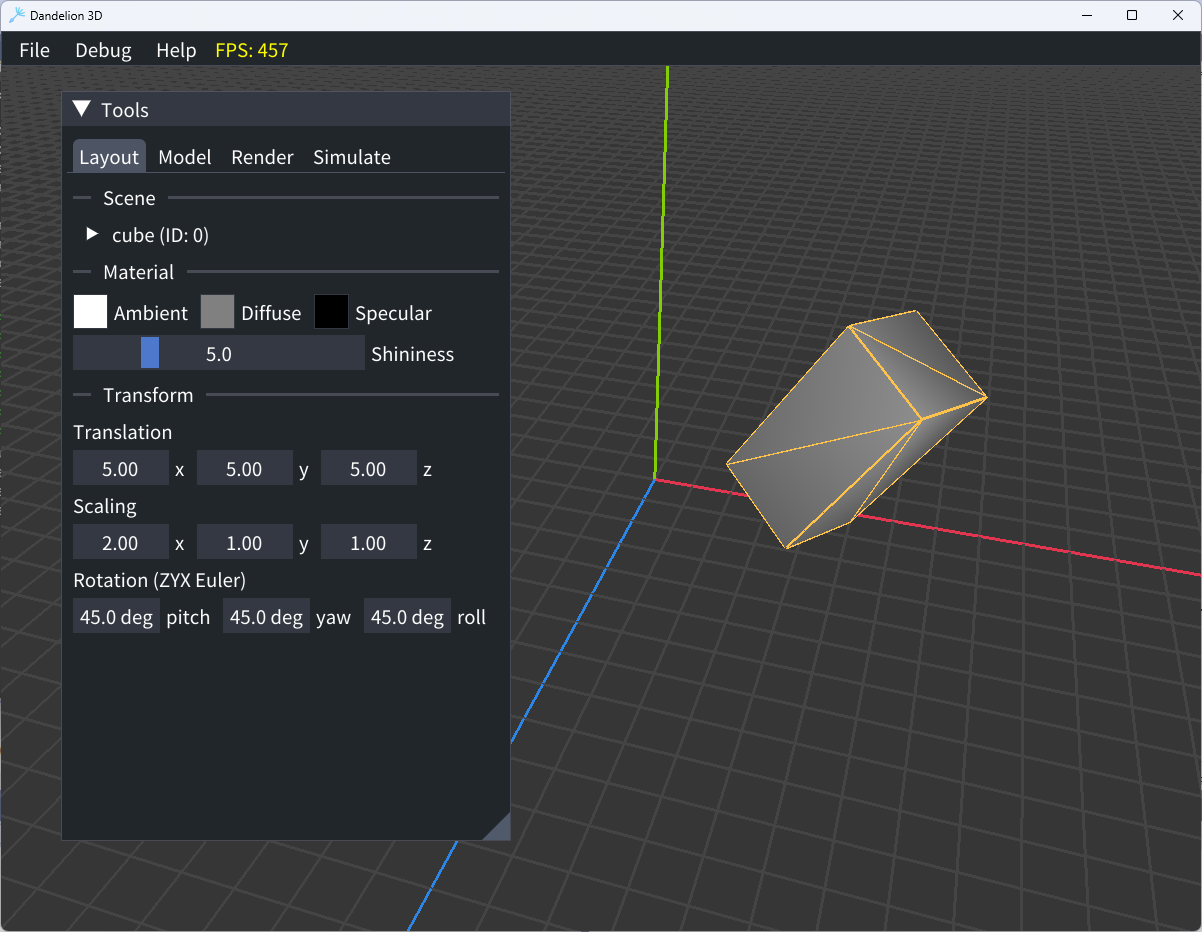 Dandelion 3D
File Debug Help FPS: 457
Tools
Layout Model Render Simulate
Scene
cube (ID: 0)
Material
Ambient Diffuse Specular
5.0 Shininess
Transform
Translation
5.00 x 5.00 y 5.00 z
Scaling
2.00 x 1.00 y 1.00 z
Rotation (ZYX Euler)
45.0 deg pitch 45.0 deg yaw 45.0 deg roll